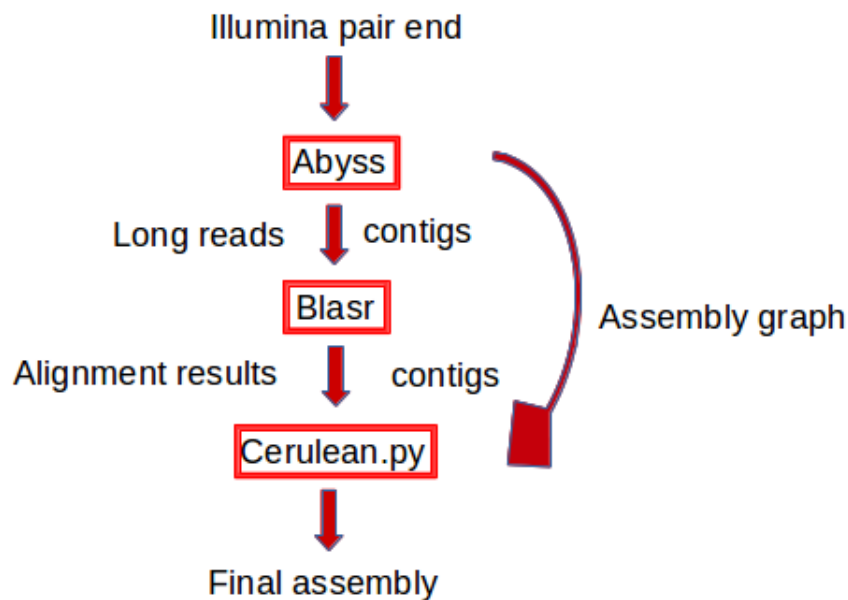 Illumina pair end
Abyss
Long reads
contigs
Blasr
Assembly graph
Alignment results
contigs
Cerulean.py
Final assembly